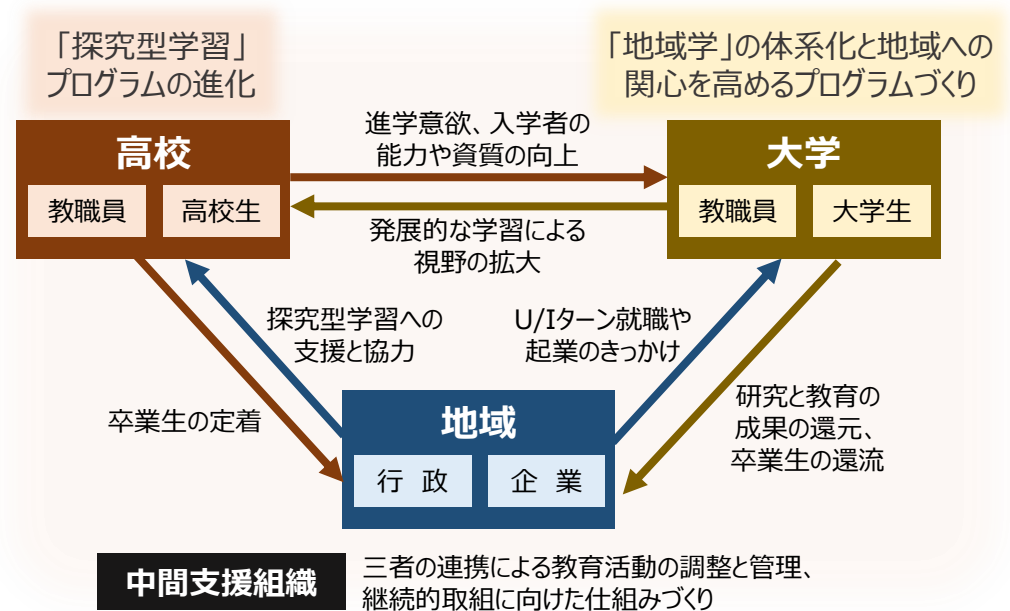 「探究型学習」
プログラムの進化
「地域学」の体系化と地域への
関心を高めるプログラムづくり
高校
教職員
高校生
進学意欲、入学者の
能力や資質の向上
大学
教職員
大学生
発展的な学習による
視野の拡大
探究型学習への
支援と協力
U/Iターン就職や
起業のきっかけ
卒業生の定着
研究と教育の
成果の還元、
卒業生の還流
地域
行 政
企 業
中間支援組織
三者の連携による教育活動の調整と管理、
継続的取組に向けた仕組みづくり